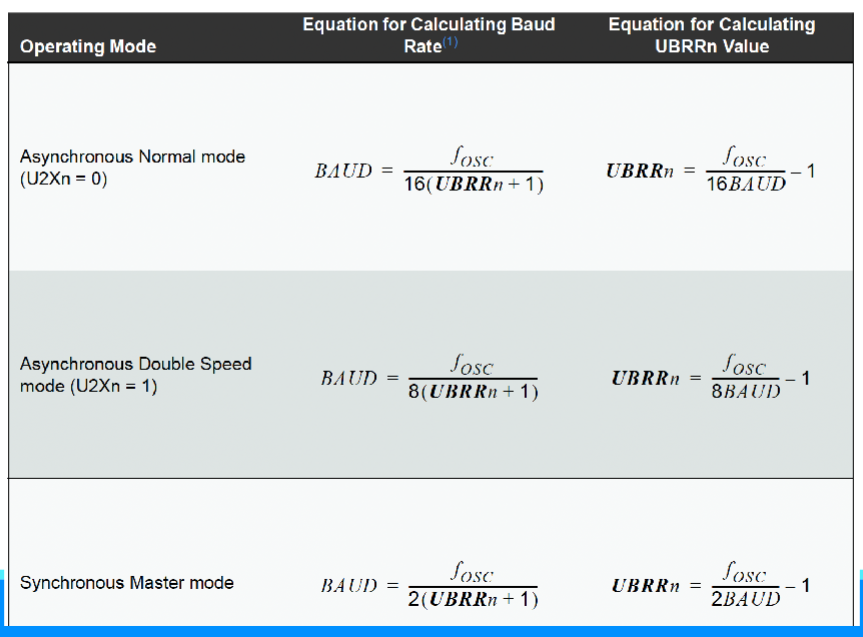 Operating Mode
Equation for Calculating Baud
Rate(1)
Equation for Calculating
UBRRn Value
Asynchronous Normal mode
(U2Xn = 0)
BAUD = fOSC / 16(UBRRn + 1)
UBRRn = fOSC / 16BAUD − 1
Asynchronous Double Speed
mode (U2Xn = 1)
BAUD = fOSC / 8(UBRRn + 1)
UBRRn = fOSC / 8BAUD − 1
Synchronous Master mode
BAUD = fOSC / 2(UBRRn + 1)
UBRRn = fOSC / 2BAUD − 1